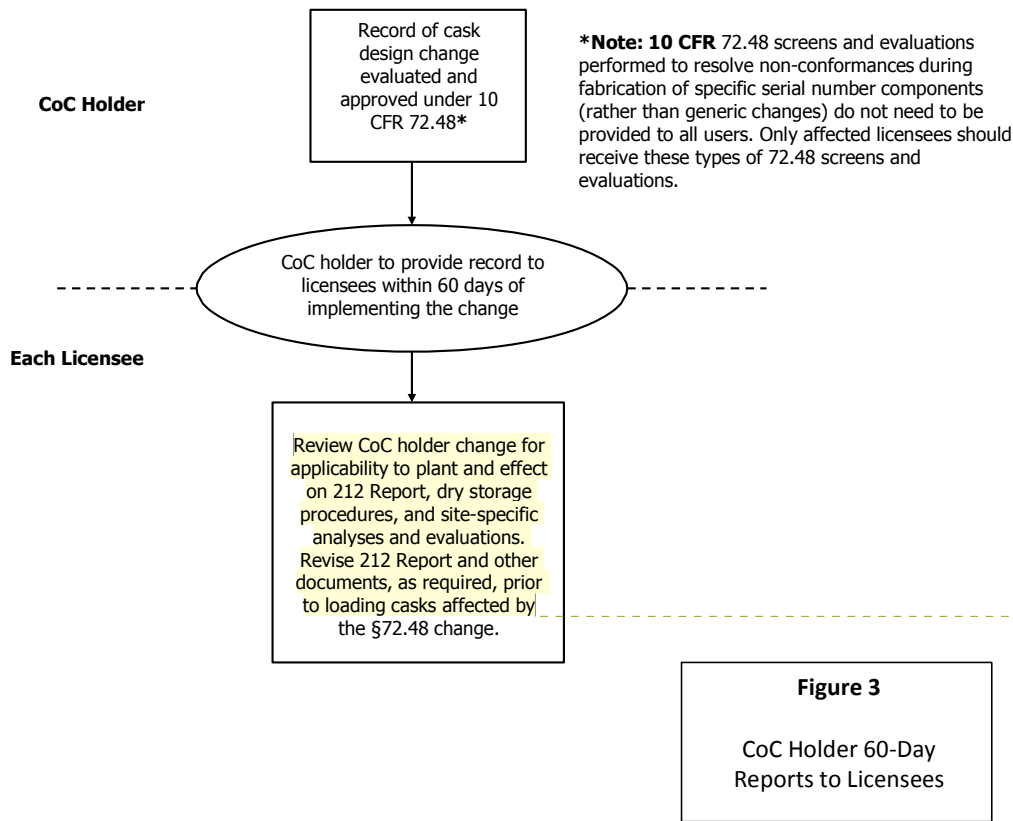 Record of cask
design change
evaluated and
approved under 10
CFR 72.48*
*Note: 10 CFR 72.48 screens and evaluations
performed to resolve non-conformances during
fabrication of specific serial number components
(rather than generic changes) do not need to be
provided to all users. Only affected licensees should
receive these types of 72.48 screens and
evaluations.
CoC Holder
CoC holder to provide record to
licensees within 60 days of
implementing the change
Each Licensee
Review CoC holder change for
applicability to plant and effect
on 212 Report, dry storage
procedures, and site-specific
analyses and evaluations.
Revise 212 Report and other
documents, as required, prior
to loading casks affected by
the §72.48 change.
Figure 3
CoC Holder 60-Day
Reports to Licensees